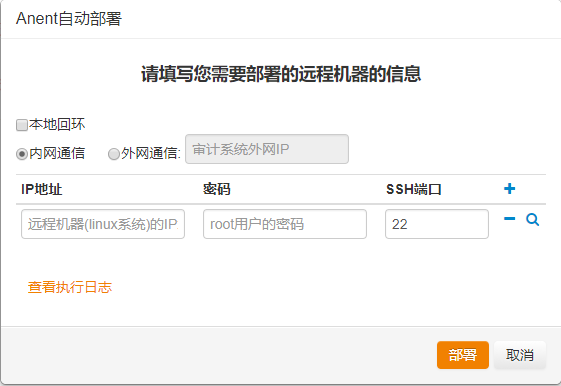 Anent自动部署
请填写您需要部署的远程机器的信息
本地回环
内网通信 外网通信: 审计系统外网IP
IP地址 密码 SSH端口
远程机器(linux系统)的IP root用户的密码 22
查看执行日志
部署 取消